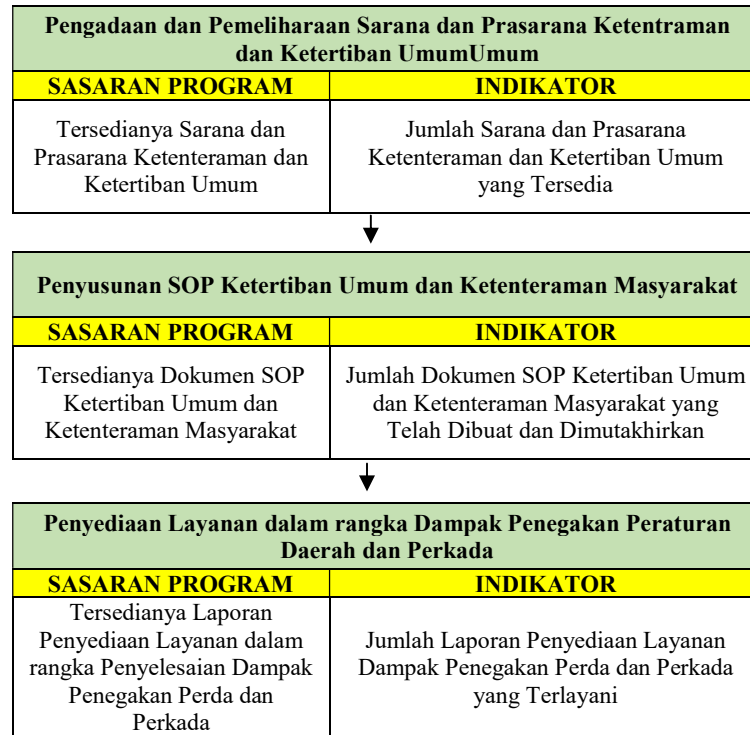 Pengadaan dan Pemeliharaan Sarana dan Prasarana Ketentraman
dan Ketertiban UmumUmum
SASARAN PROGRAM
INDIKATOR
Tersedianya Sarana dan
Prasarana Ketenteraman dan
Ketertiban Umum
Jumlah Sarana dan Prasarana
Ketenteraman dan Ketertiban Umum
yang Tersedia
Penyusunan SOP Ketertiban Umum dan Ketenteraman Masyarakat
SASARAN PROGRAM
INDIKATOR
Tersedianya Dokumen SOP
Ketertiban Umum dan
Ketenteraman Masyarakat
Jumlah Dokumen SOP Ketertiban Umum
dan Ketenteraman Masyarakat yang
Telah Dibuat dan Dimutakhirkan
Penyediaan Layanan dalam rangka Dampak Penegakan Peraturan
Daerah dan Perkada
SASARAN PROGRAM
INDIKATOR
Tersedianya Laporan
Penyediaan Layanan dalam
rangka Penyelesaian Dampak
Penegakan Perda dan
Perkada
Jumlah Laporan Penyediaan Layanan
Dampak Penegakan Perda dan Perkada
yang Terlayani